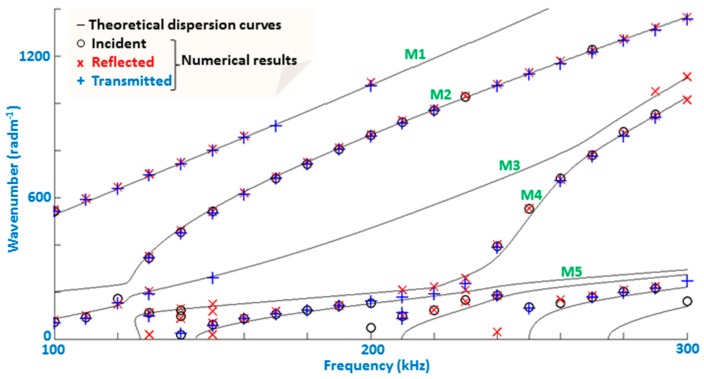 — Theoretical dispersion curves
Incident
Reflected
Transmitted
Numerical results
M1
M2
M3
M4
M5
1200
600
0
Wavenumber (radm⁻¹)
100
200
300
Frequency (kHz)